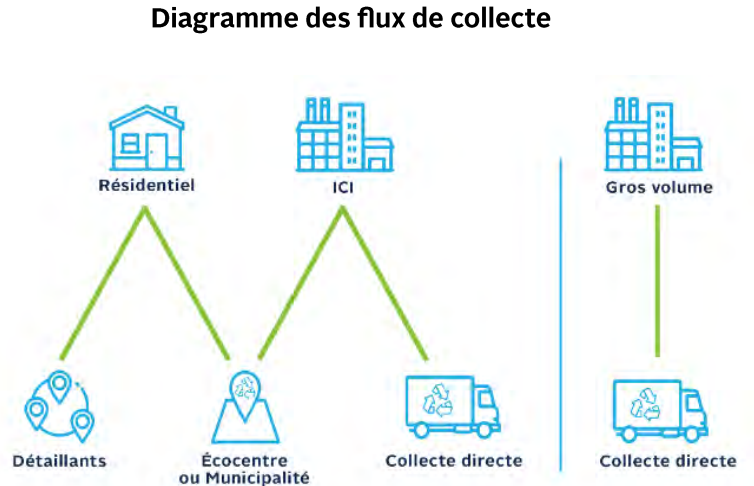 Diagramme des flux de collecte
Résidentiel
ICI
Gros volume
Détaillants
Écocentre
ou Municipalité
Collecte directe
Collecte directe